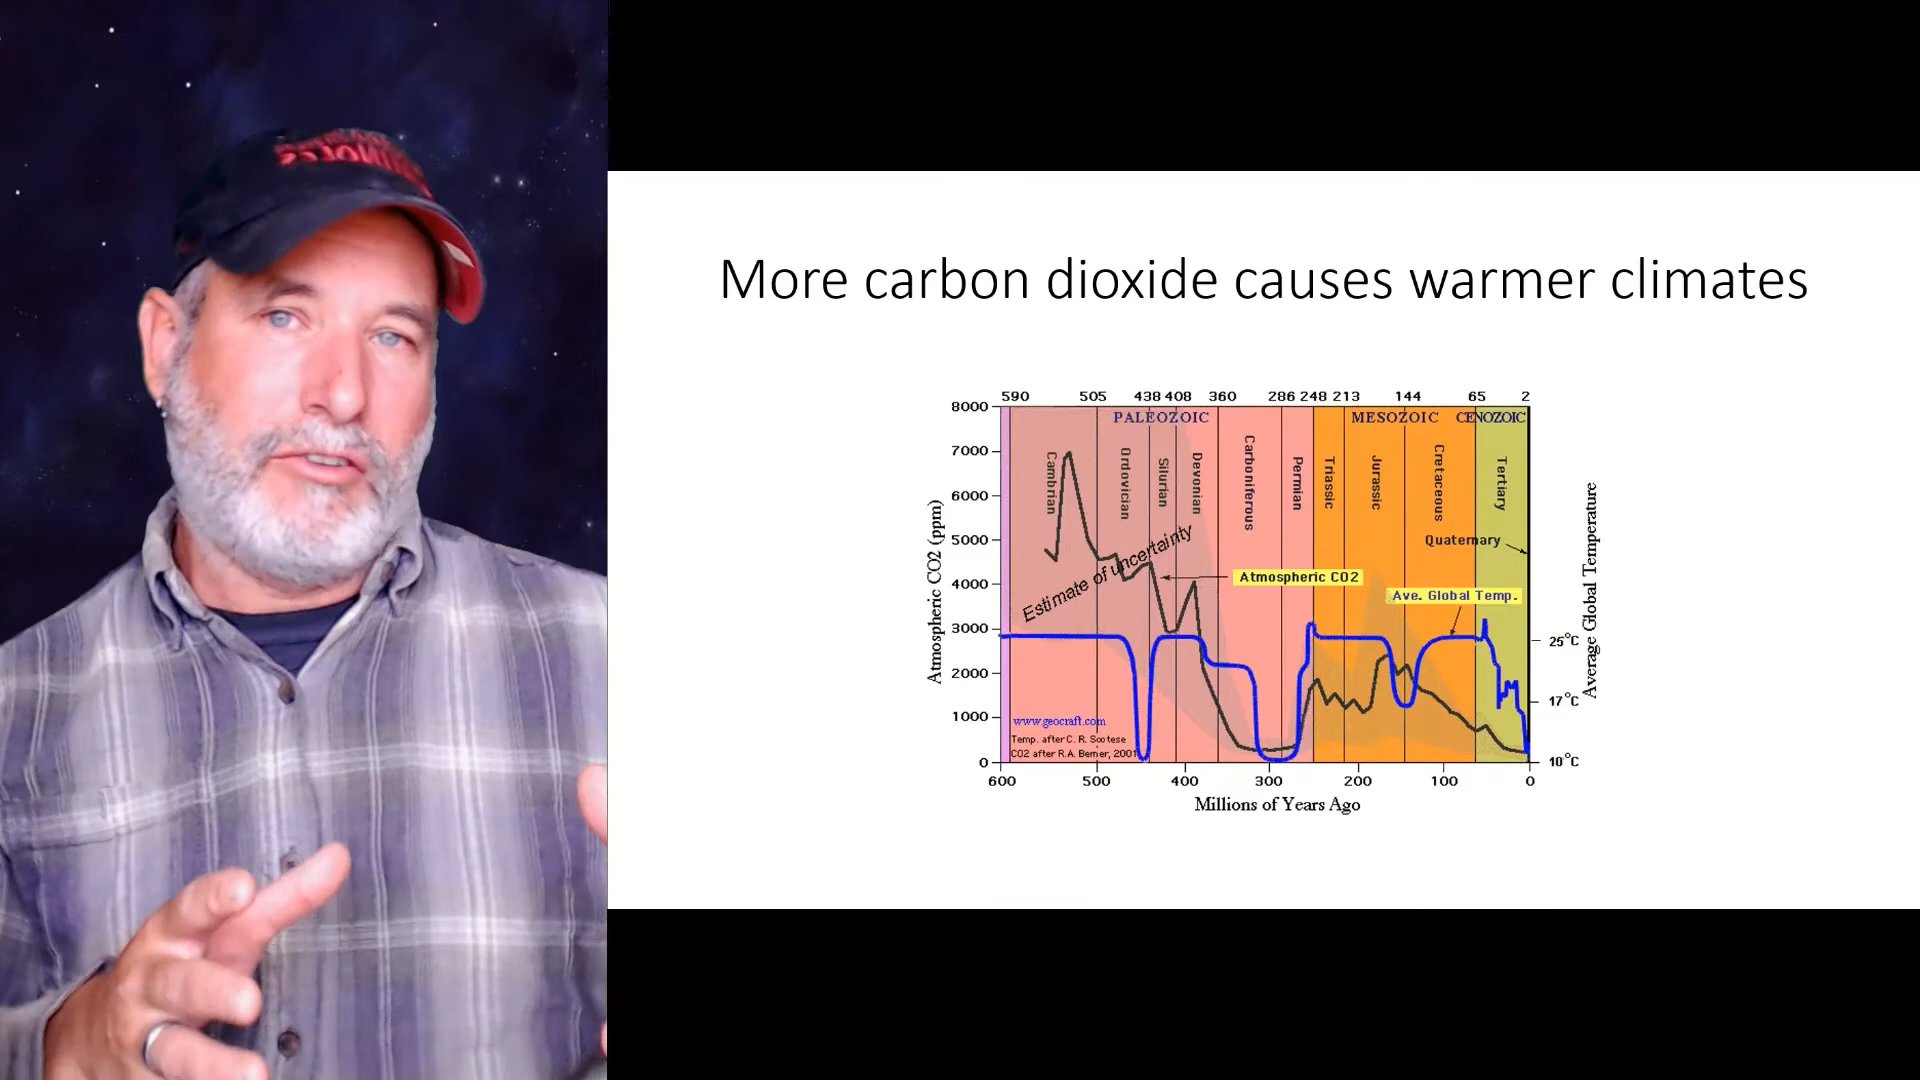 More carbon dioxide causes warmer climates
590 505 438 408 360 286 248 213 144 65 2
PALEOZOIC MESOZOIC CENOZOIC
Cambrian
Ordovician
Silurian
Devonian
Carboniferous
Permian
Triassic
Jurassic
Cretaceous
Tertiary
Quaternary
Estimate of uncertainty
Atmospheric CO2
Ave. Global Temp.
Atmospheric CO2 (ppm)
8000
7000
6000
5000
4000
3000
2000
1000
0
Average Global Temperature
25°C
17°C
10°C
www.geocraft.com
Temp. after C. R. Scotese
CO2 after R.A. Berner, 2001
600 500 400 300 200 100 0
Millions of Years Ago